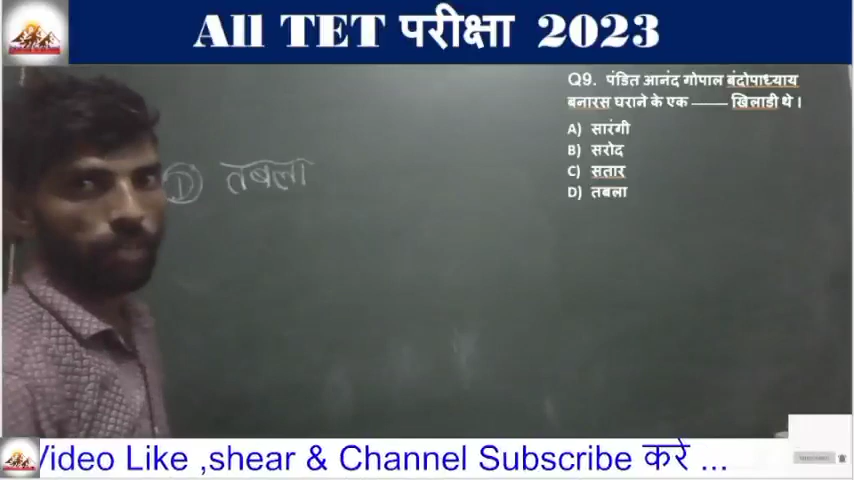 All TET परीक्षा 2023
Q9. पंडित आनंद गोपाल बंदोपाध्याय
बनारस घराने के एक —— खिलाडी थे ।
A) सारंगी
B) सरोद
C) सतार
D) तबला
D तबला
Video Like ,shear & Channel Subscribe करे ...